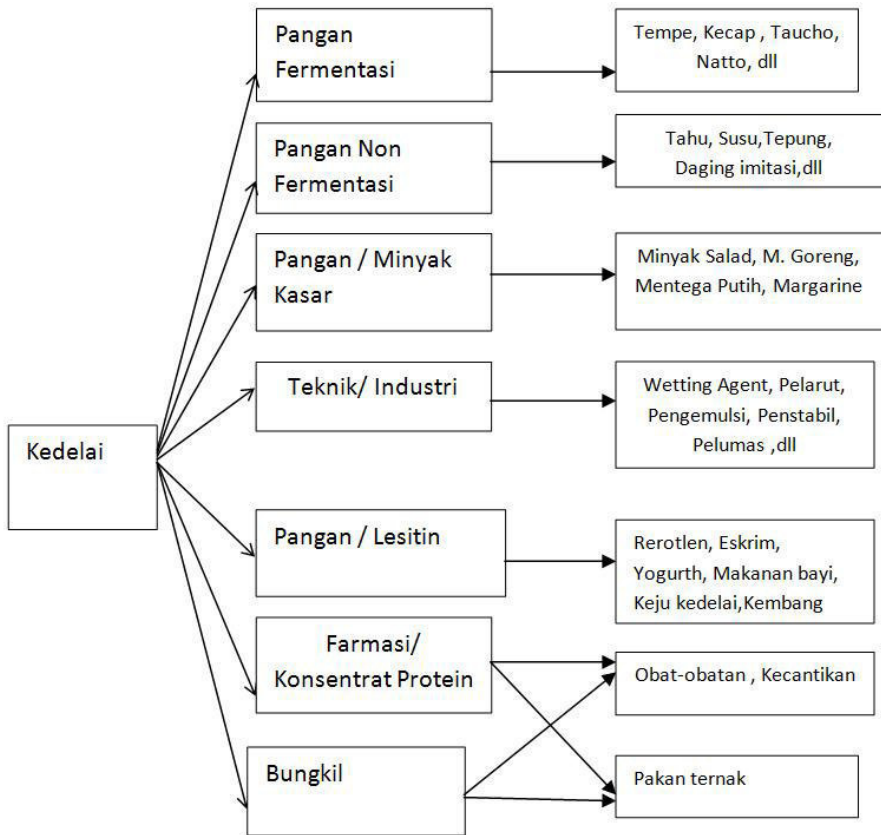 Pangan
Fermentasi
Tempe, Kecap , Taucho,
Natto, dll
Pangan Non
Fermentasi
Tahu, Susu,Tepung,
Daging imitasi,dll
Pangan / Minyak
Kasar
Minyak Salad, M. Goreng,
Mentega Putih, Margarine
Teknik/ Industri
Wetting Agent, Pelarut,
Pengemulsi, Penstabil,
Pelumas ,dll
Kedelai
Pangan / Lesitin
Rerotlen, Eskrim,
Yogurth, Makanan bayi,
Keju kedelai,Kembang
Farmasi/
Konsentrat Protein
Obat-obatan , Kecantikan
Bungkil
Pakan ternak